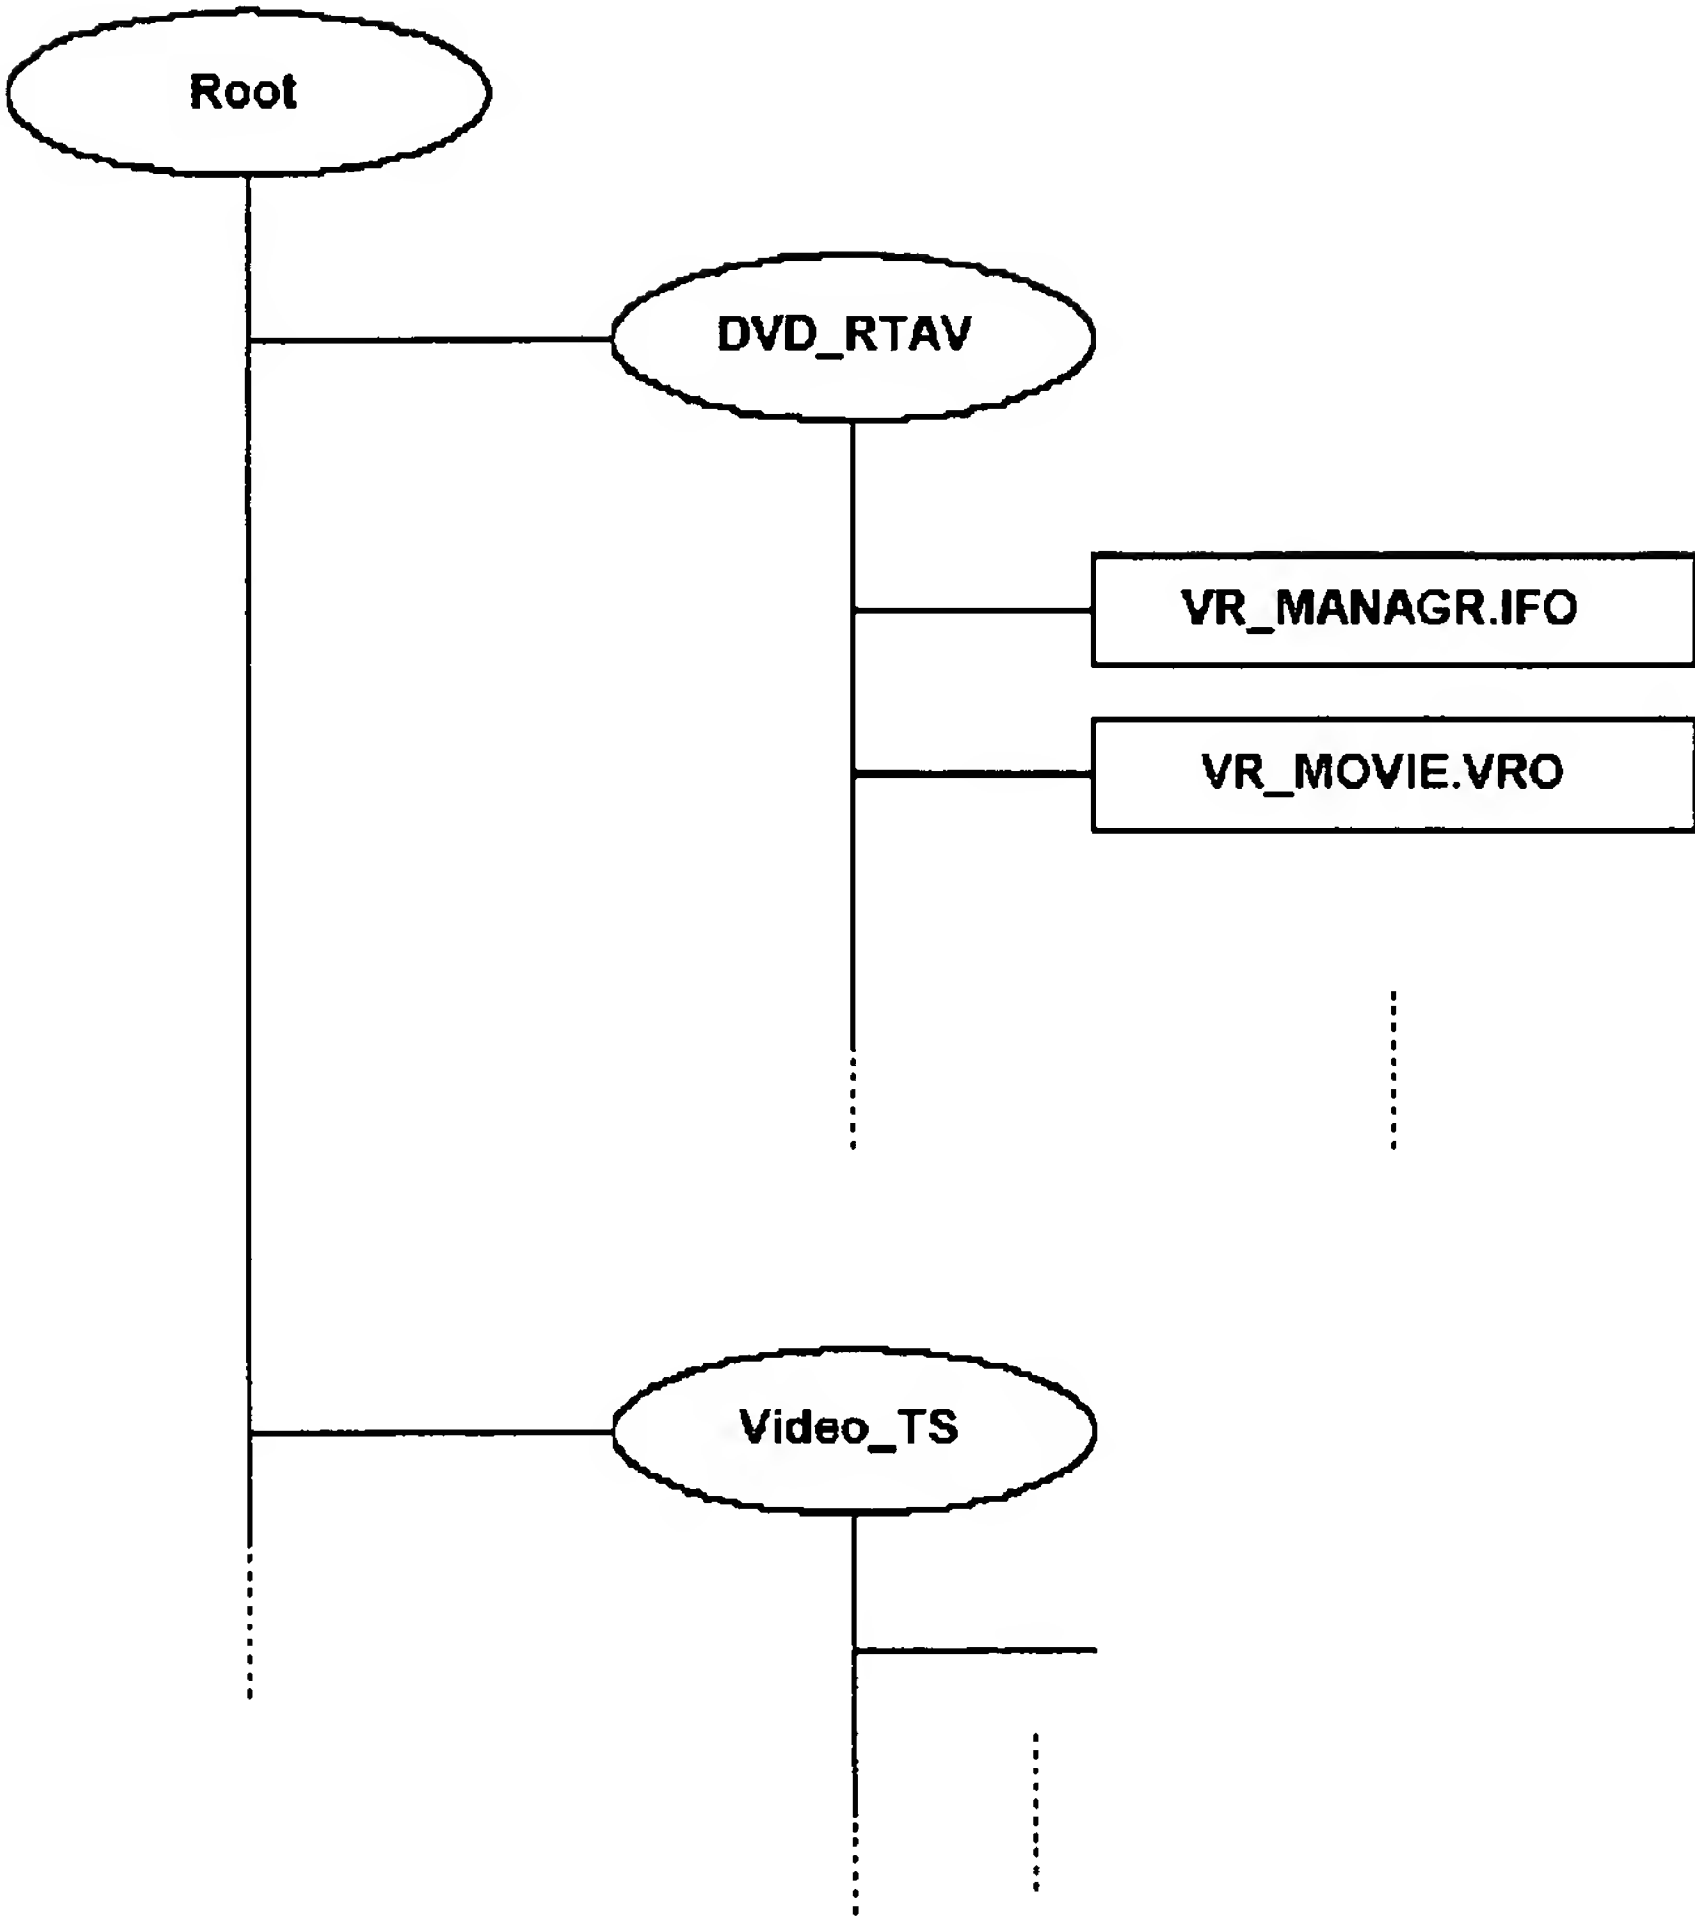 Root
DVD_RTAV
VR_MANAGR.IFO
VR_MOVIE.VRO
Video_TS